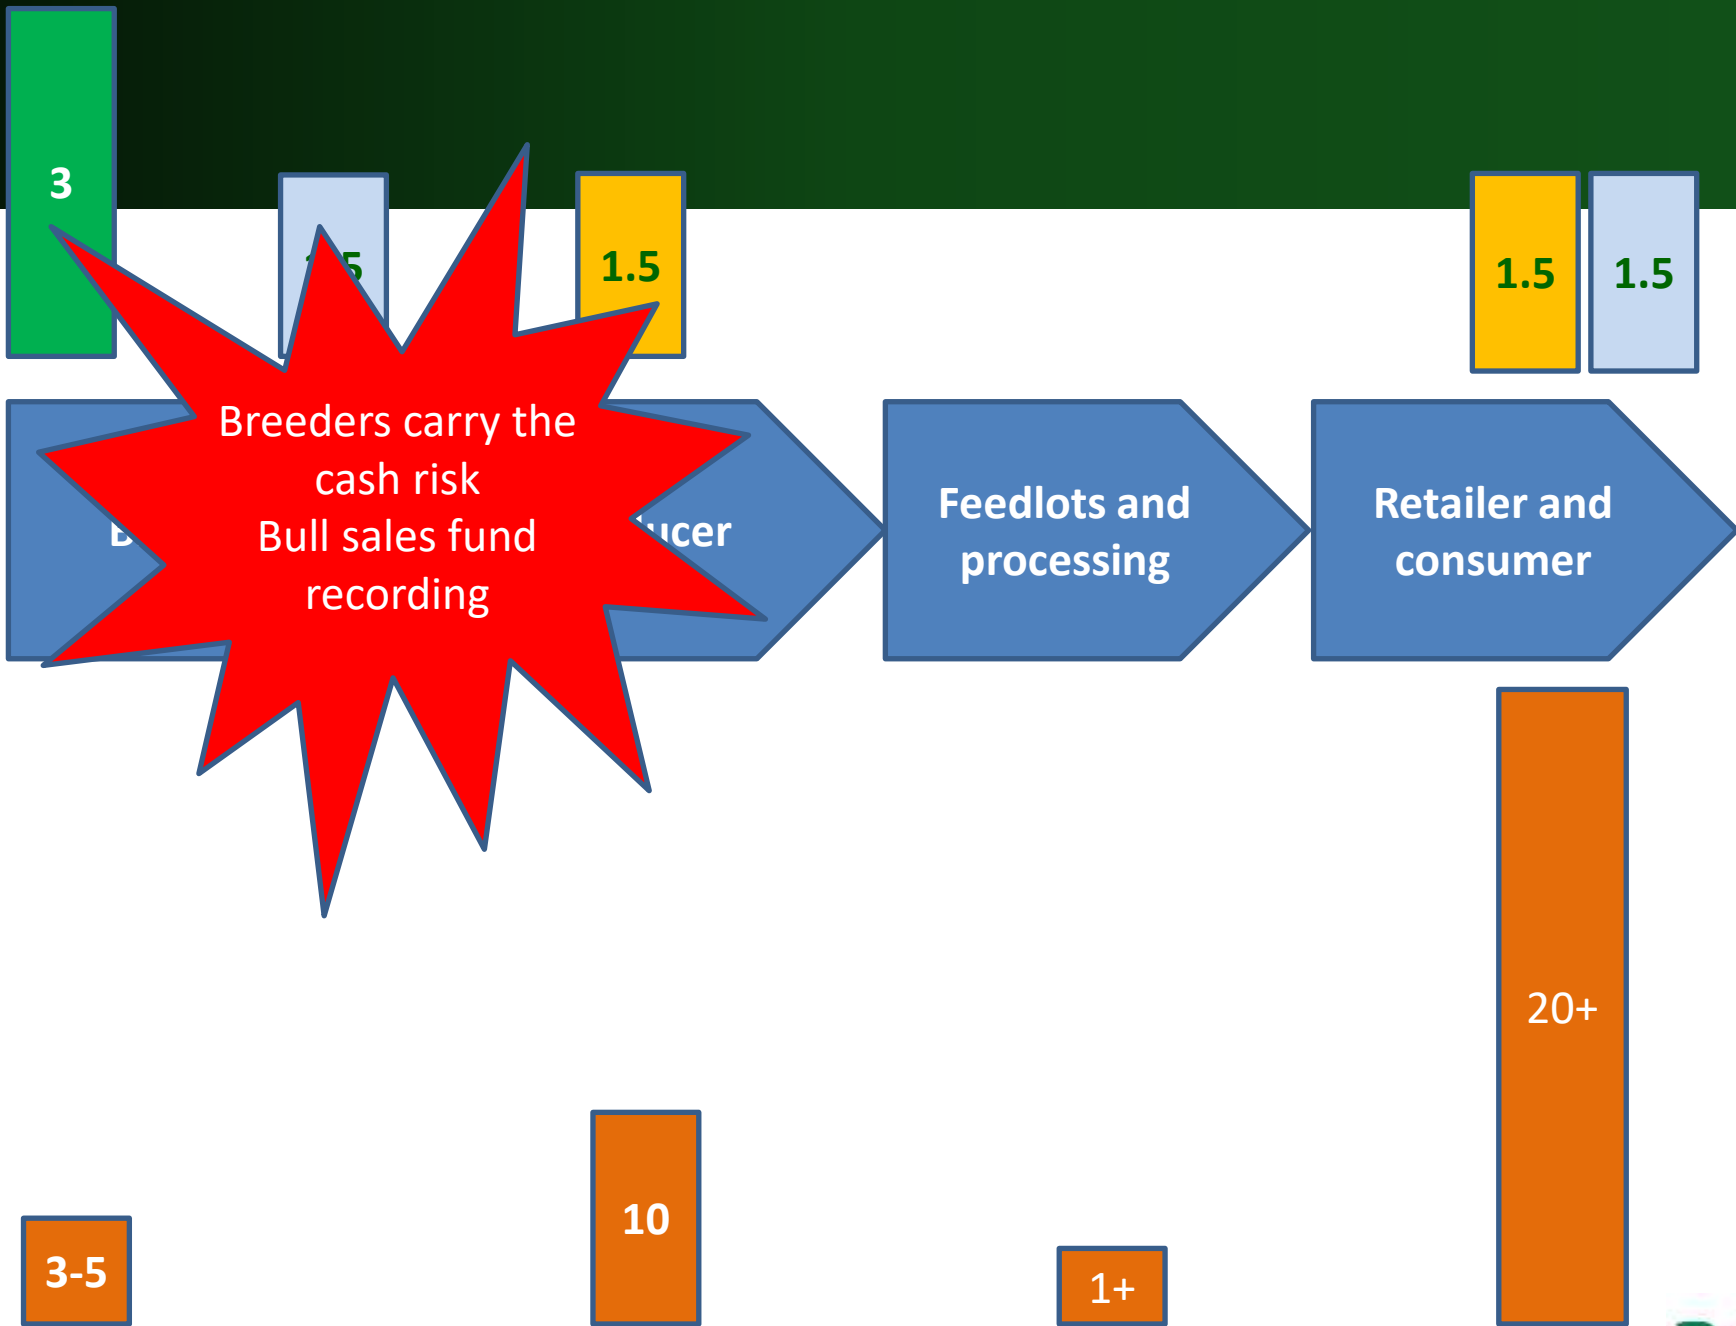 3
1.5
1.5
1.5
Breeders carry the
cash risk
Bull sales fund
recording
Feedlots and
processing
Retailer and
consumer
20+
10
3-5
1+